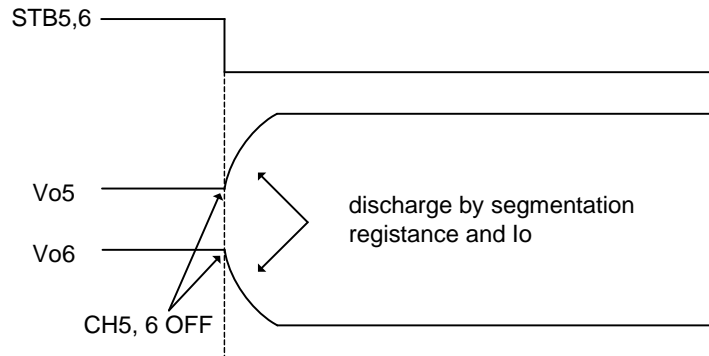 STB5,6
Vo5
discharge by segmentation
registance and Io
Vo6
CH5, 6 OFF